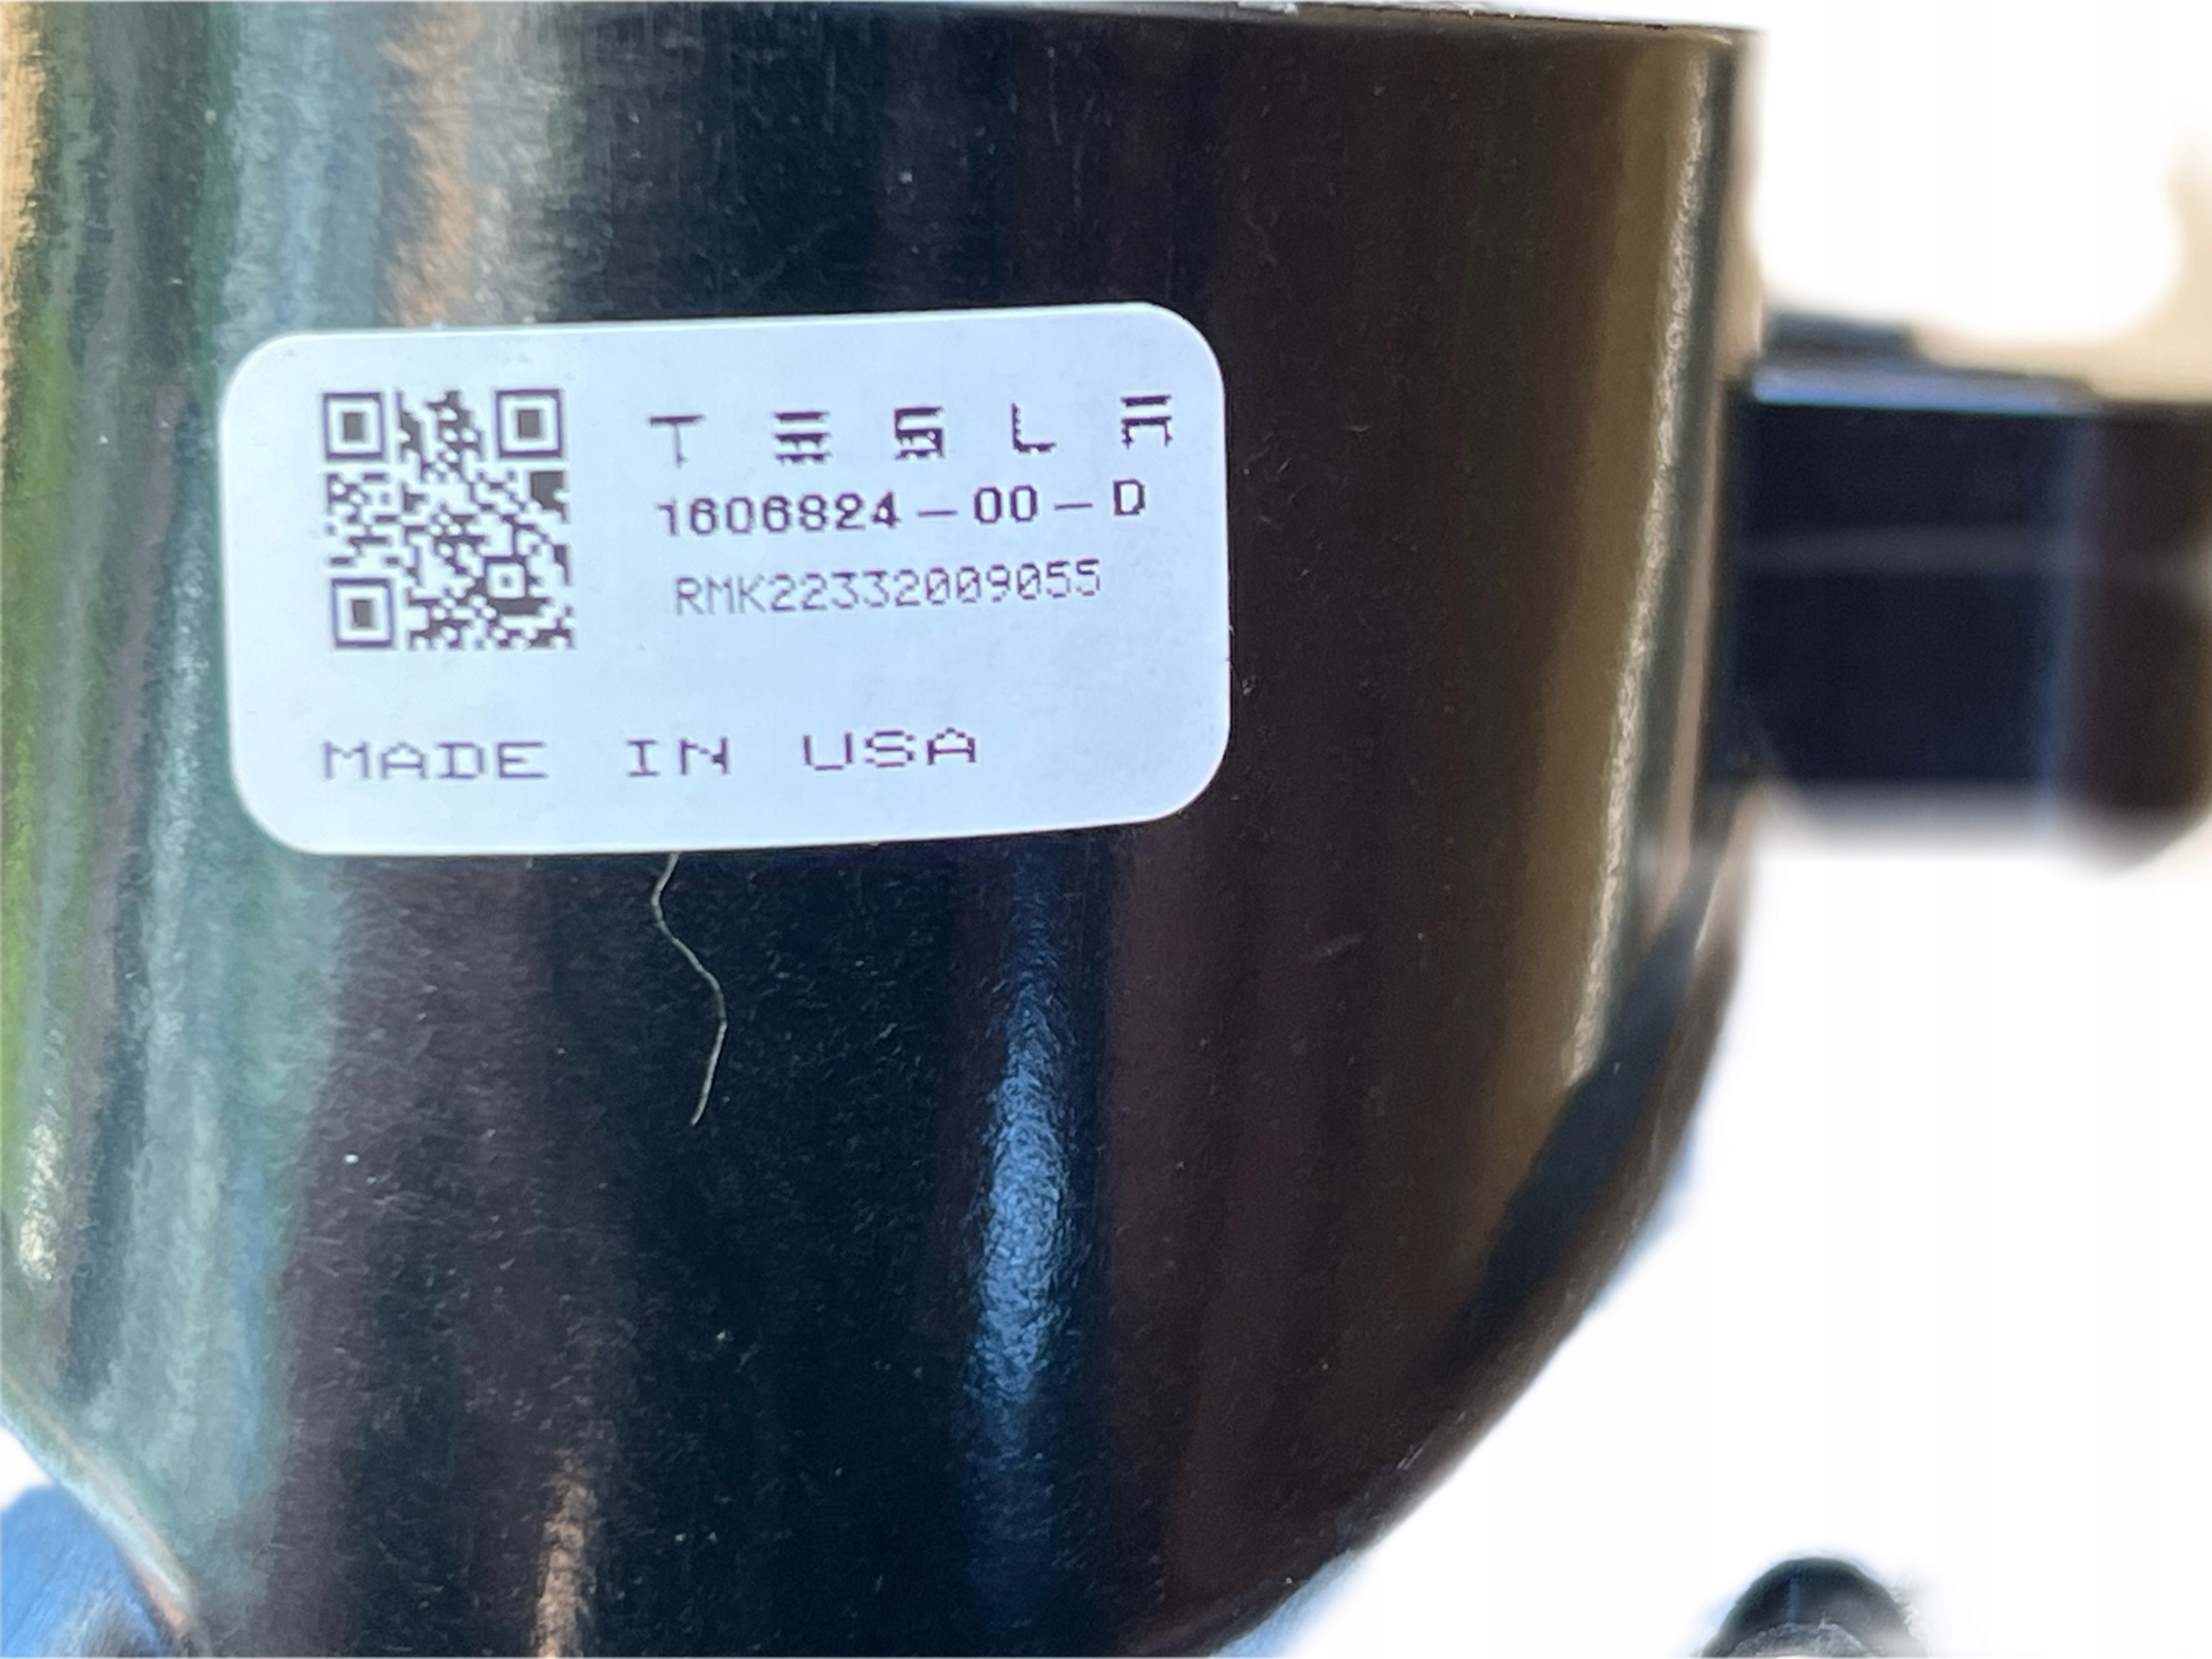 TESLA
1606824-00-D
RMK22332009055
MADE IN USA